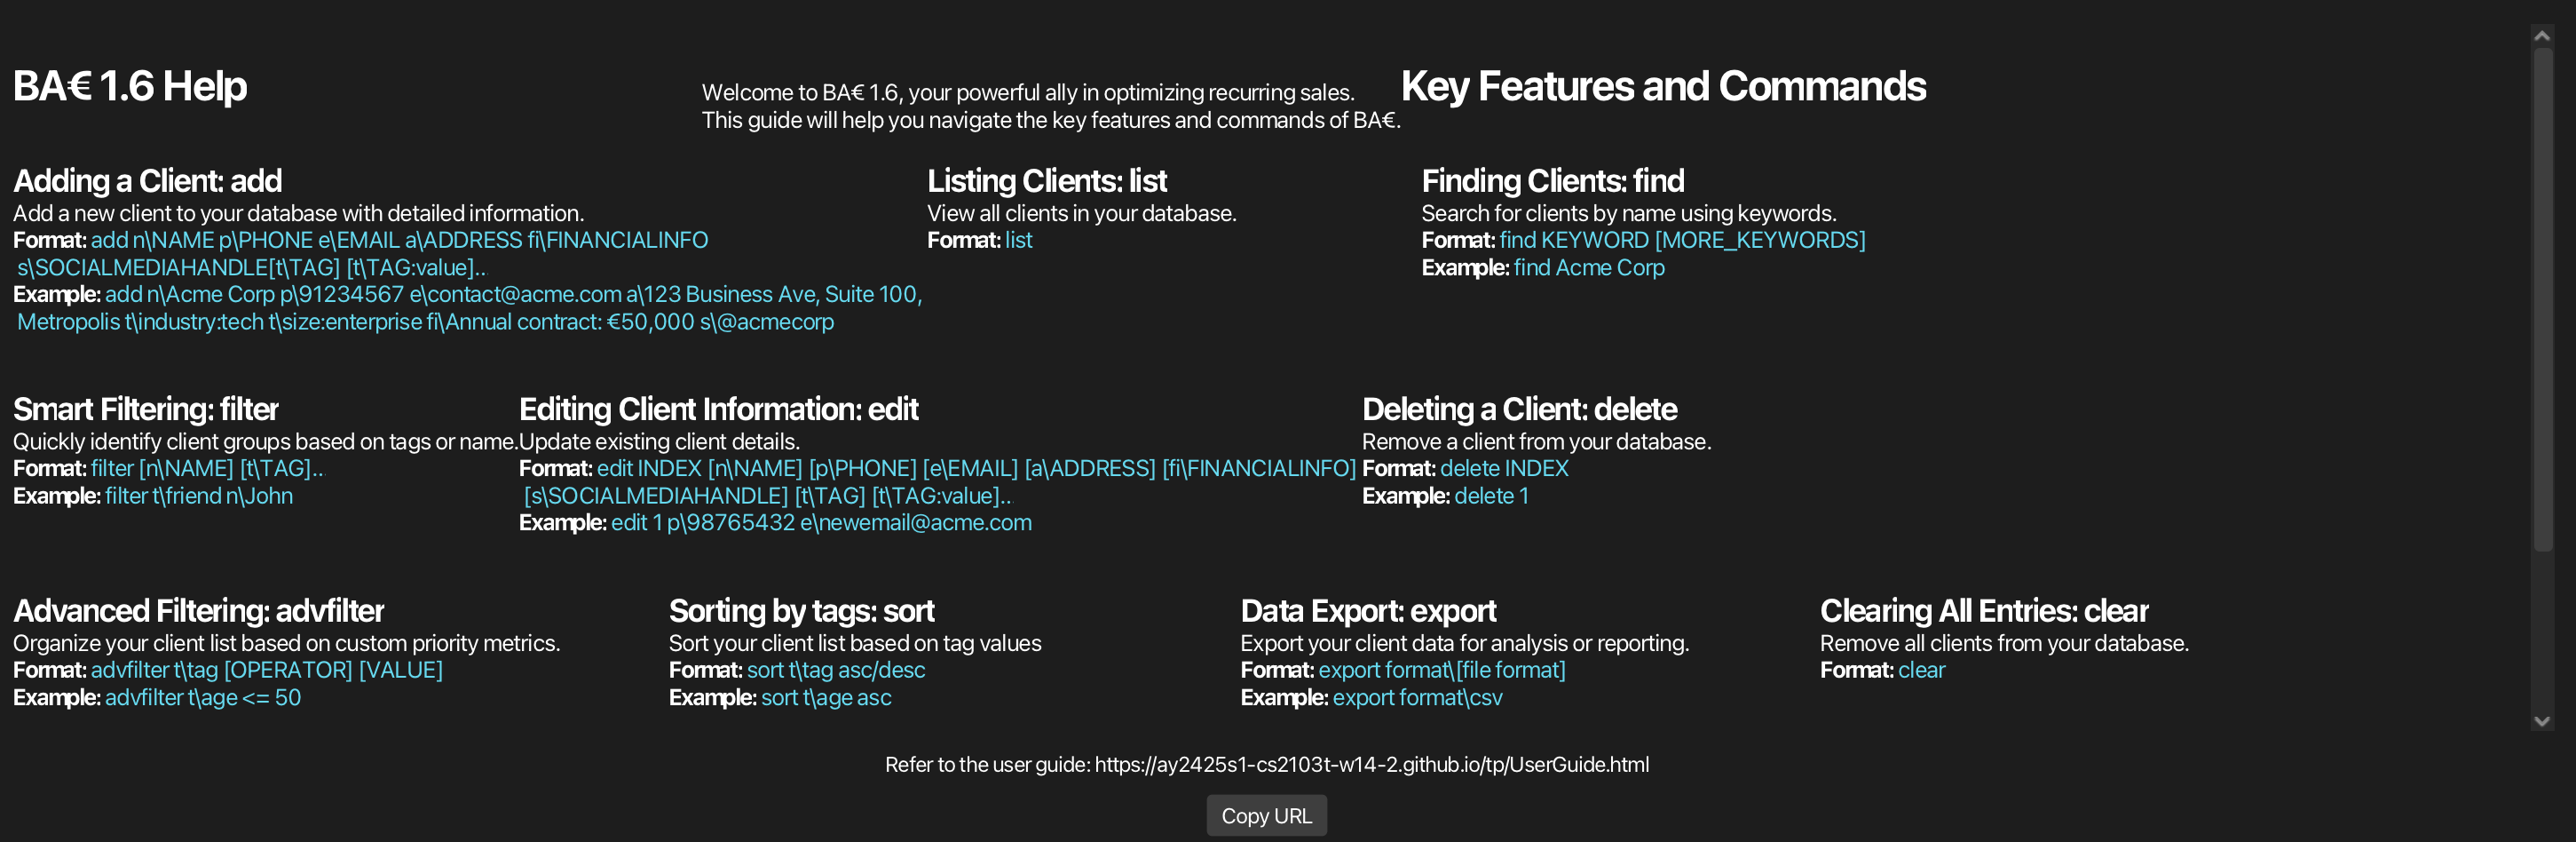 BA€ 1.6 Help
Welcome to BA€ 1.6, your powerful ally in optimizing recurring sales.
This guide will help you navigate the key features and commands of BA€.
Key Features and Commands
Adding a Client: add
Add a new client to your database with detailed information.
Format: add n\NAME p\PHONE e\EMAIL a\ADDRESS fi\FINANCIALINFO
s\SOCIALMEDIAHANDLE[t\TAG] [t\TAG:value]…
Example: add n\Acme Corp p\91234567 e\contact@acme.com a\123 Business Ave, Suite 100,
Metropolis t\industry:tech t\size:enterprise fi\Annual contract: €50,000 s\@acmecorp
Listing Clients: list
View all clients in your database.
Format: list
Finding Clients: find
Search for clients by name using keywords.
Format: find KEYWORD [MORE_KEYWORDS]
Example: find Acme Corp
Smart Filtering: filter
Quickly identify client groups based on tags or name.
Format: filter [n\NAME] [t\TAG]…
Example: filter t\friend n\John
Editing Client Information: edit
Update existing client details.
Format: edit INDEX [n\NAME] [p\PHONE] [e\EMAIL] [a\ADDRESS] [fi\FINANCIALINFO]
[s\SOCIALMEDIAHANDLE] [t\TAG] [t\TAG:value]…
Example: edit 1 p\98765432 e\newemail@acme.com
Deleting a Client: delete
Remove a client from your database.
Format: delete INDEX
Example: delete 1
Advanced Filtering: advfilter
Organize your client list based on custom priority metrics.
Format: advfilter t\tag [OPERATOR] [VALUE]
Example: advfilter t\age <= 50
Sorting by tags: sort
Sort your client list based on tag values
Format: sort t\tag asc/desc
Example: sort t\age asc
Data Export: export
Export your client data for analysis or reporting.
Format: export format\[file format]
Example: export format\csv
Clearing All Entries: clear
Remove all clients from your database.
Format: clear
Refer to the user guide: https://ay2425s1-cs2103t-w14-2.github.io/tp/UserGuide.html
Copy URL